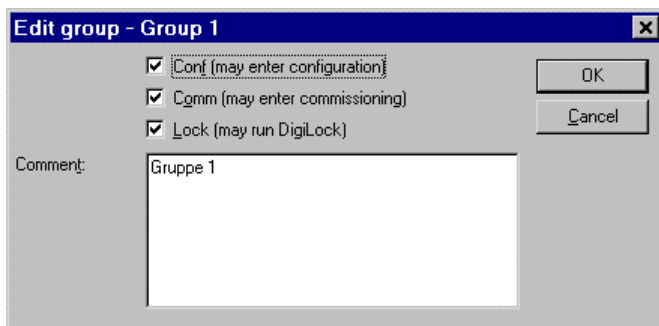 Edit group - Group 1
Conf (may enter configuration)
OK
Comm (may enter commissioning)
Cancel
Lock (may run DigiLock)
Comment:
Gruppe 1